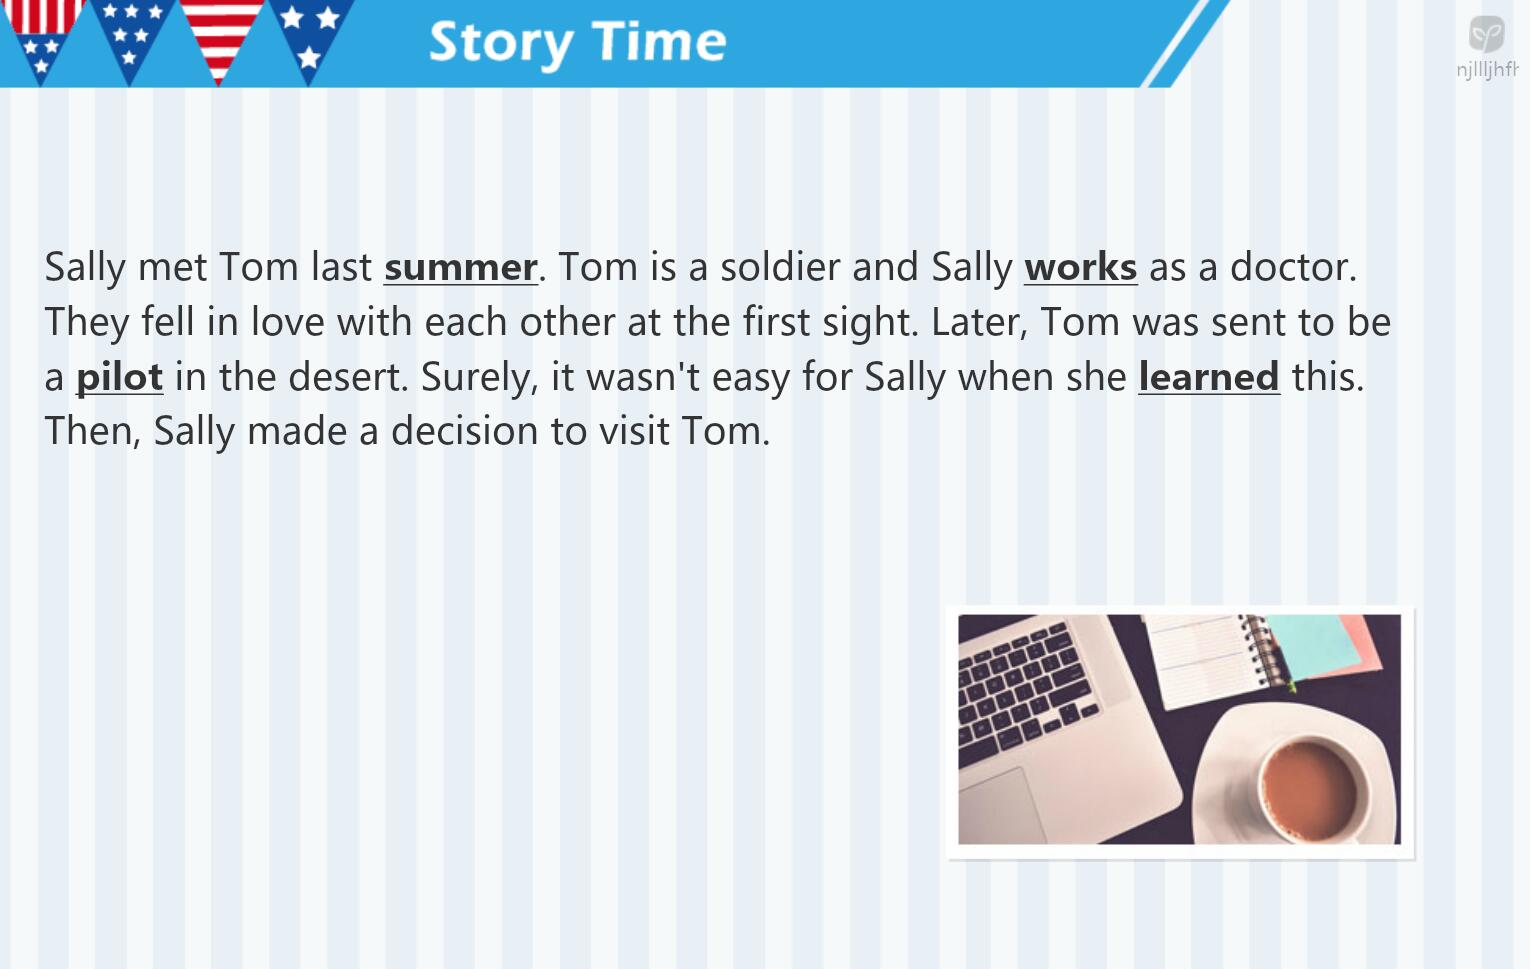 Story Time
Sally met Tom last summer. Tom is a soldier and Sally works as a doctor.
They fell in love with each other at the first sight. Later, Tom was sent to be
a pilot in the desert. Surely, it wasn't easy for Sally when she learned this.
Then, Sally made a decision to visit Tom.